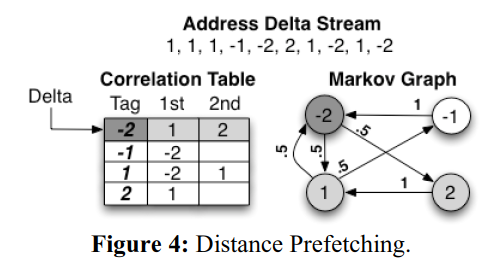 Address Delta Stream
1, 1, 1, -1, -2, 2, 1, -2, 1, -2
Correlation Table
Markov Graph
Delta
Tag 1st 2nd
-2 1 2
-1 -2
1 -2 1
2 1
-2
1
-1
.5
.5
.5
.5
1
1
2
Figure 4: Distance Prefetching.